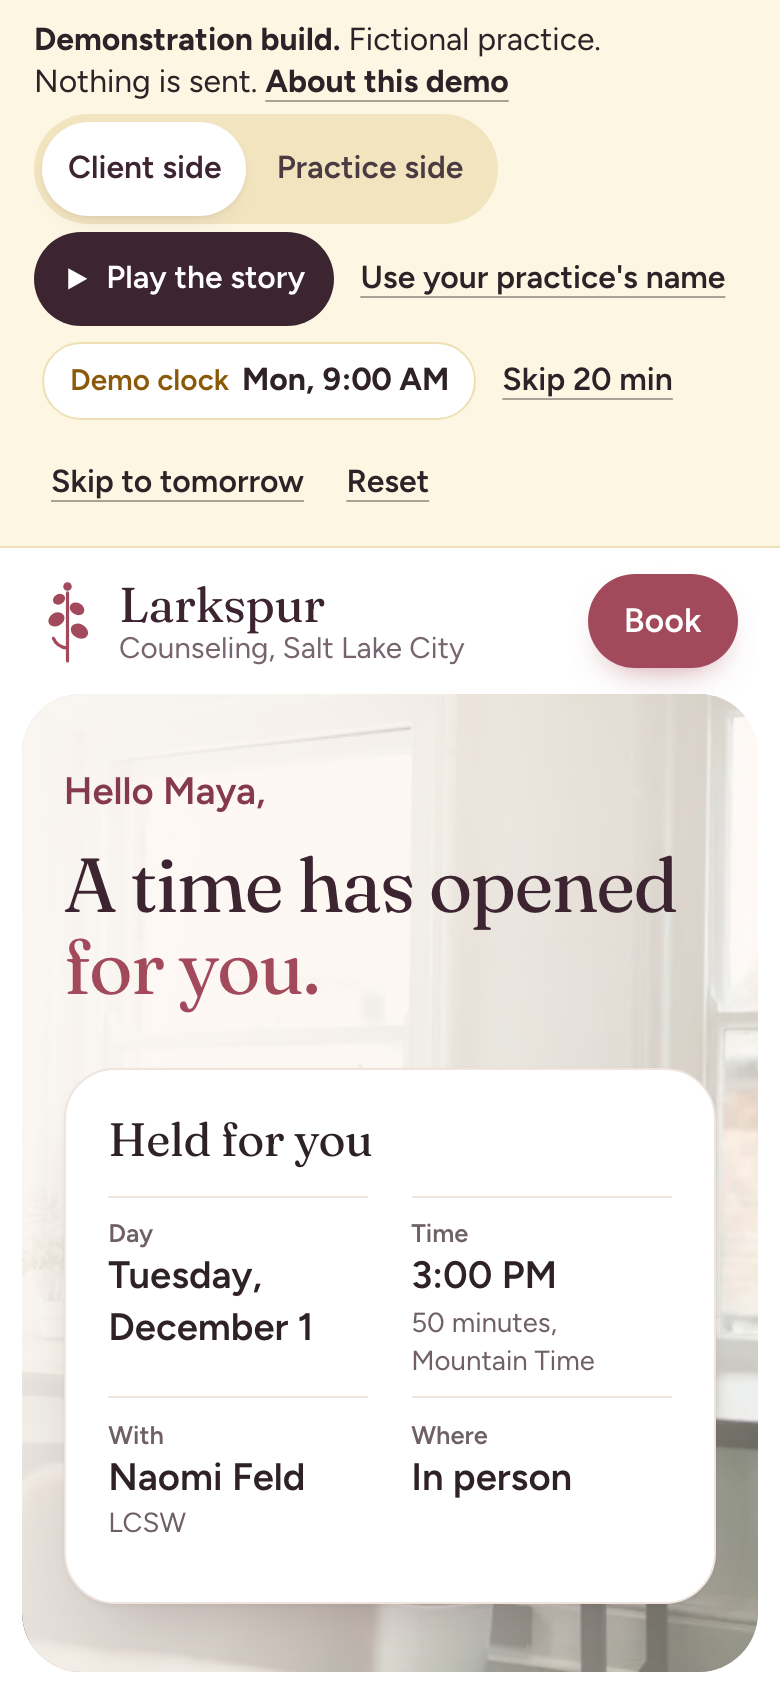 Demonstration build. Fictional practice.
Nothing is sent. About this demo
Client side
Practice side
Play the story
Use your practice's name
Demo clock Mon, 9:00 AM
Skip 20 min
Skip to tomorrow
Reset
Larkspur
Counseling, Salt Lake City
Book
Hello Maya,
A time has opened
for you.
Held for you
Day
Tuesday,
December 1
Time
3:00 PM
50 minutes,
Mountain Time
With
Naomi Feld
LCSW
Where
In person